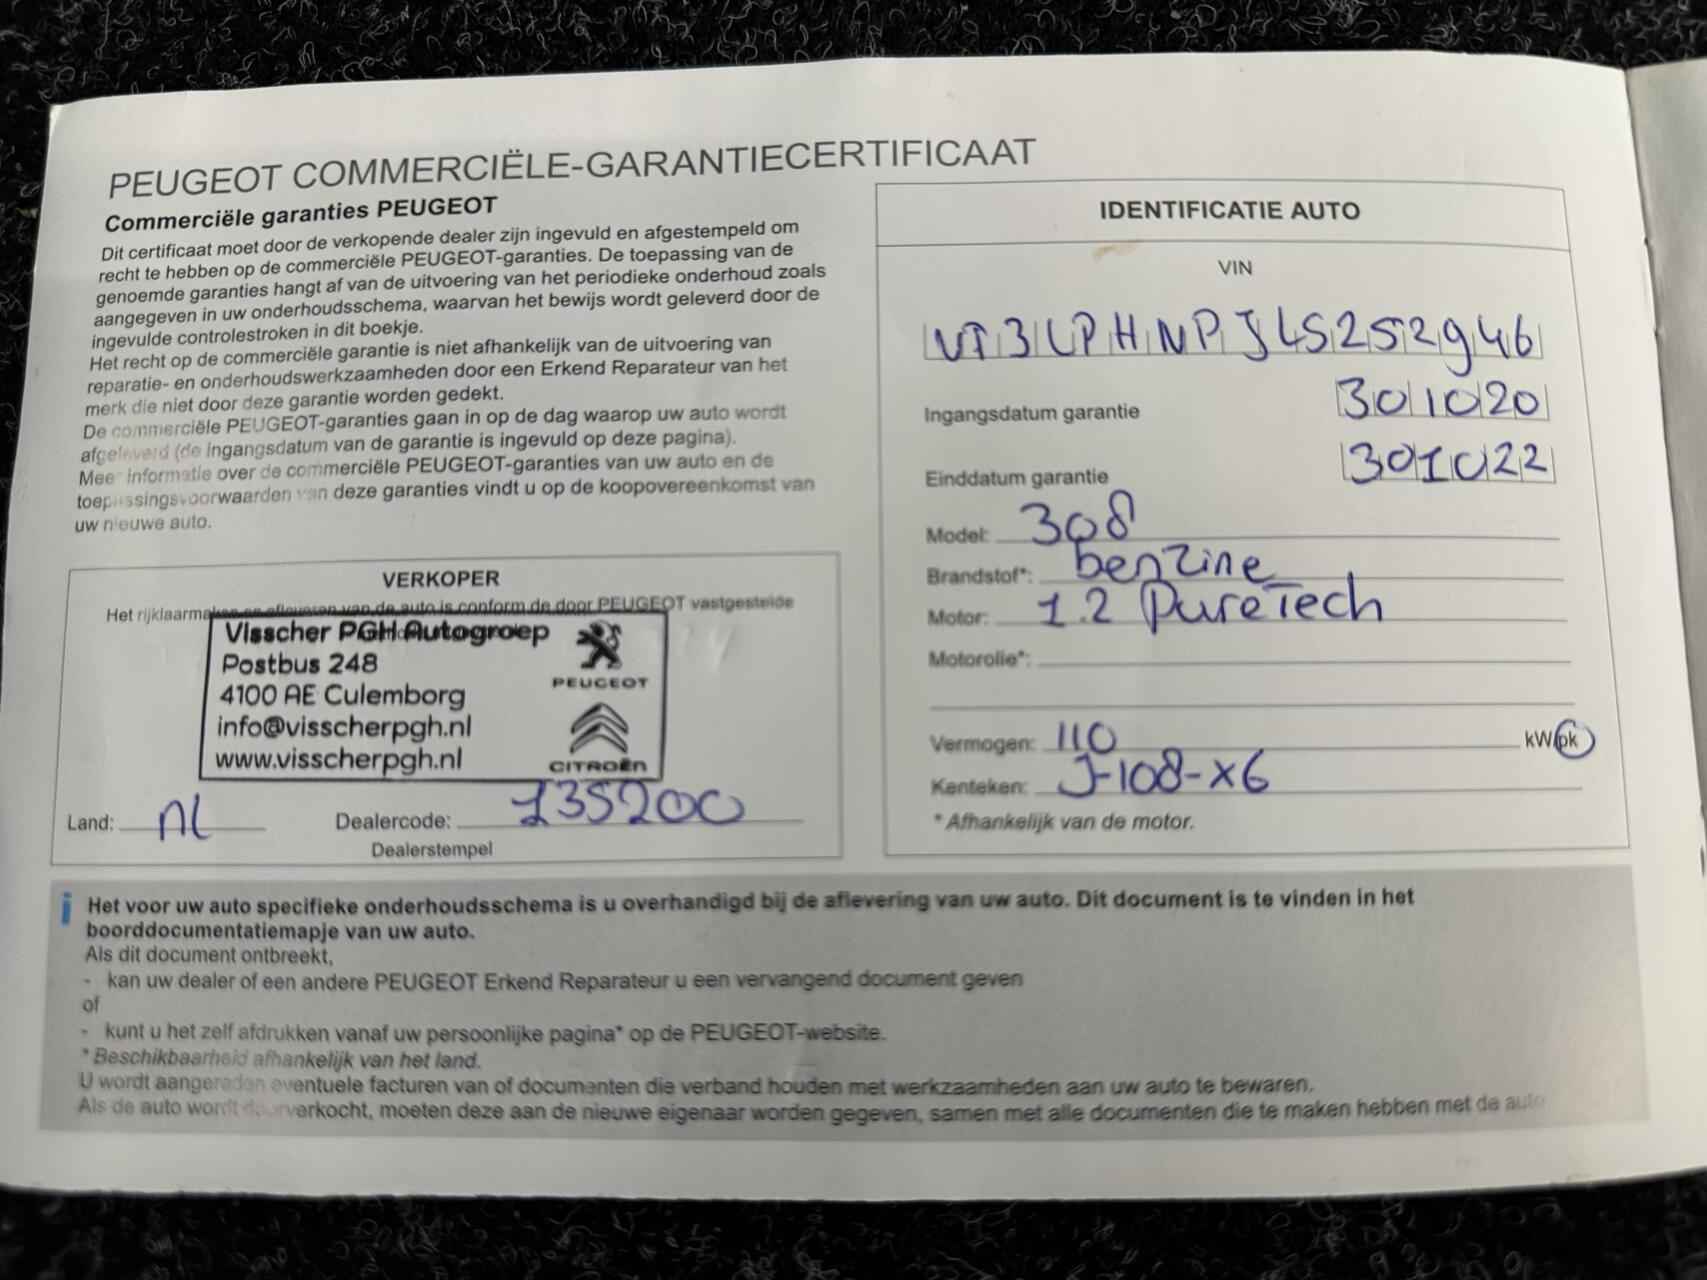 PEUGEOT COMMERCIËLE-GARANTIECERTIFICAAT
Commerciële garanties PEUGEOT
Dit certificaat moet door de verkopende dealer zijn ingevuld en afgestempeld om
recht te hebben op de commerciële PEUGEOT-garanties. De toepassing van de
genoemde garanties hangt af van de uitvoering van het periodieke onderhoud zoals
aangegeven in uw onderhoudsschema, waarvan het bewijs wordt geleverd door de
ingevulde controlestroken in dit boekje.
Het recht op de commerciële garantie is niet afhankelijk van de uitvoering van
reparatie- en onderhoudswerkzaamheden door een Erkend Reparateur van het
merk die niet door deze garantie worden gedekt.
De commerciële PEUGEOT-garanties gaan in op de dag waarop uw auto wordt
afgeleverd (de ingangsdatum van de garantie is ingevuld op deze pagina).
Meer informatie over de commerciële PEUGEOT-garanties van uw auto en de
toepassingsvoorwaarden van deze garanties vindt u op de koopovereenkomst van
uw nieuwe auto.
VERKOPER
Het rijklaarmaken en afleveren van de auto is conform de door PEUGEOT vastgestelde
Visscher PGH Autogroep
Postbus 248
4100 AE Culemborg
info@visscherpgh.nl
www.visscherpgh.nl
PEUGEOT
CITROËN
Land: nl Dealercode: 135200
Dealerstempel
IDENTIFICATIE AUTO
VIN
VF3LPHNPJLS252946
Ingangsdatum garantie 301020
Einddatum garantie 301022
Model: 308
Brandstof*: benzine
Motor: 1.2 PureTech
Motorolie*:
Vermogen: 110 kW/pk
Kenteken: J-108-X6
* Afhankelijk van de motor.
i Het voor uw auto specifieke onderhoudsschema is u overhandigd bij de aflevering van uw auto. Dit document is te vinden in het
boorddocumentatiemapje van uw auto.
Als dit document ontbreekt,
- kan uw dealer of een andere PEUGEOT Erkend Reparateur u een vervangend document geven
of
- kunt u het zelf afdrukken vanaf uw persoonlijke pagina* op de PEUGEOT-website.
* Beschikbaarheid afhankelijk van het land.
U wordt aangeraden eventuele facturen van of documenten die verband houden met werkzaamheden aan uw auto te bewaren.
Als de auto wordt doorverkocht, moeten deze aan de nieuwe eigenaar worden gegeven, samen met alle documenten die te maken hebben met de auto